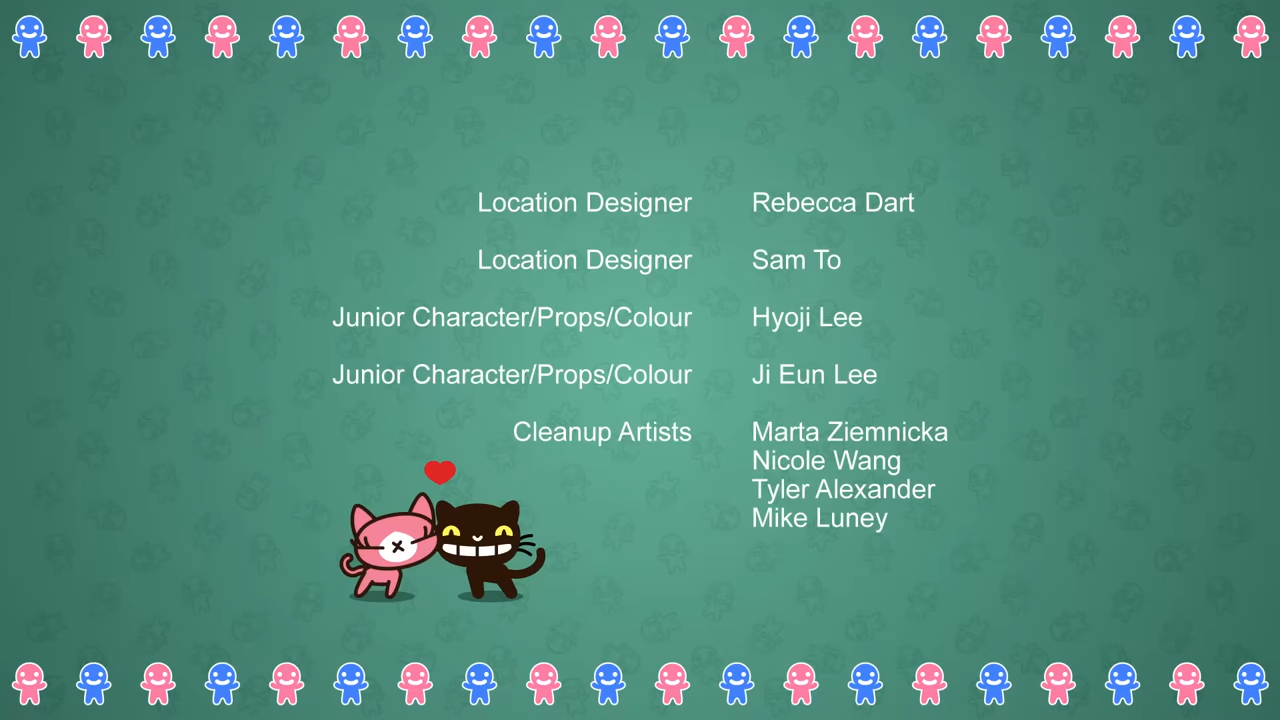 Location Designer Rebecca Dart
Location Designer Sam To
Junior Character/Props/Colour Hyoji Lee
Junior Character/Props/Colour Ji Eun Lee
Cleanup Artists Marta Ziemnicka
Nicole Wang
Tyler Alexander
Mike Luney